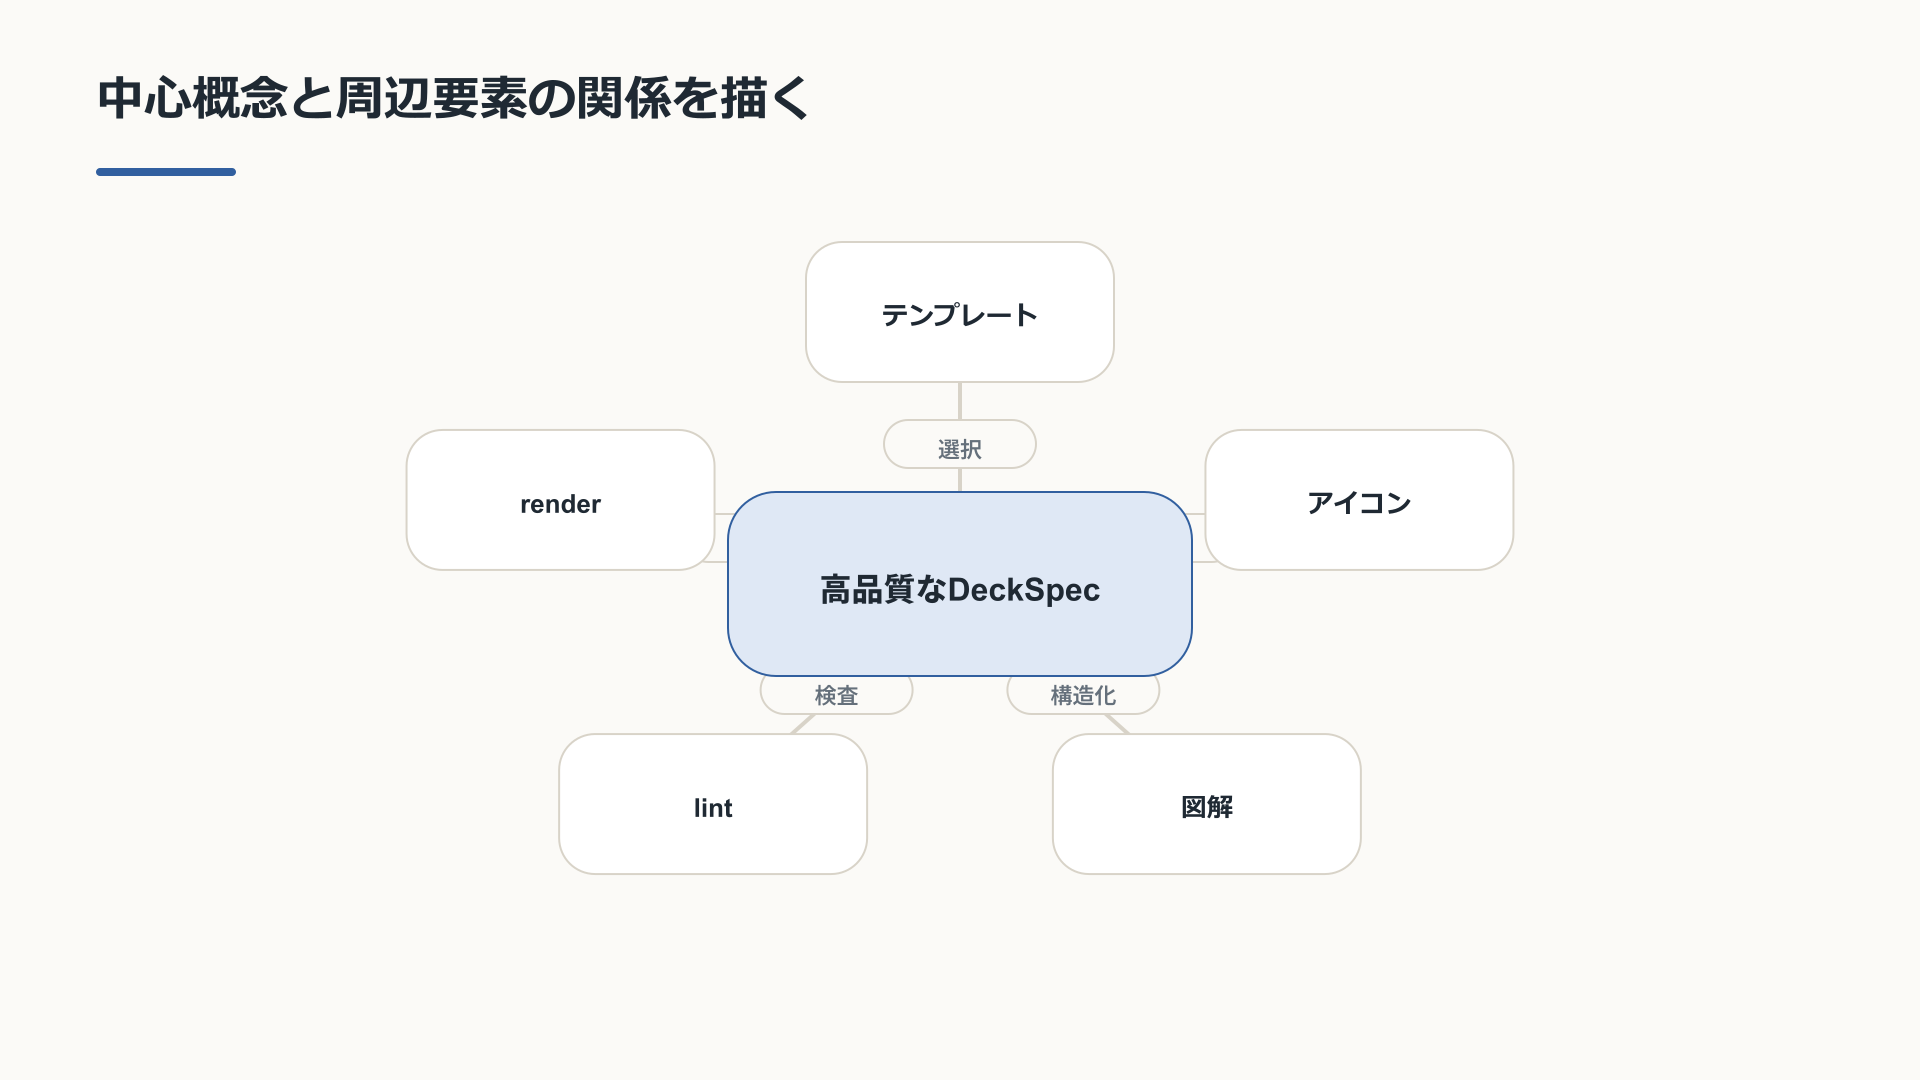 中心概念と周辺要素の関係を描く
テンプレート
選択
render
アイコン
高品質なDeckSpec
検査
構造化
lint
図解